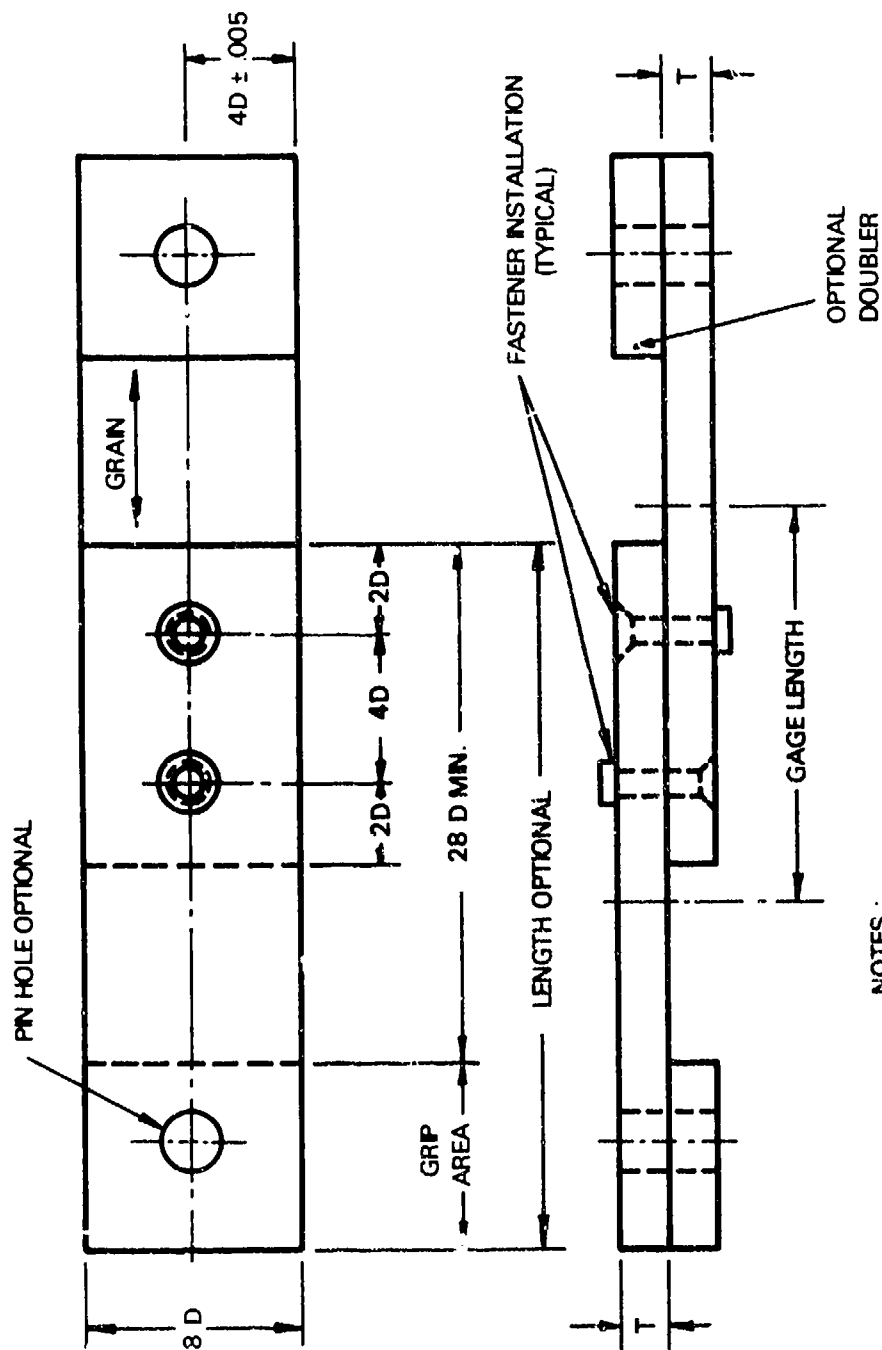 PIN HOLE OPTIONAL
4D ± .005
GRAIN
8 D
2D
4D
2D
28 D MIN.
GRIP
AREA
LENGTH OPTIONAL
FASTENER INSTALLATION
(TYPICAL)
T
T
GAGE LENGTH
OPTIONAL
DOUBLER
NOTES :